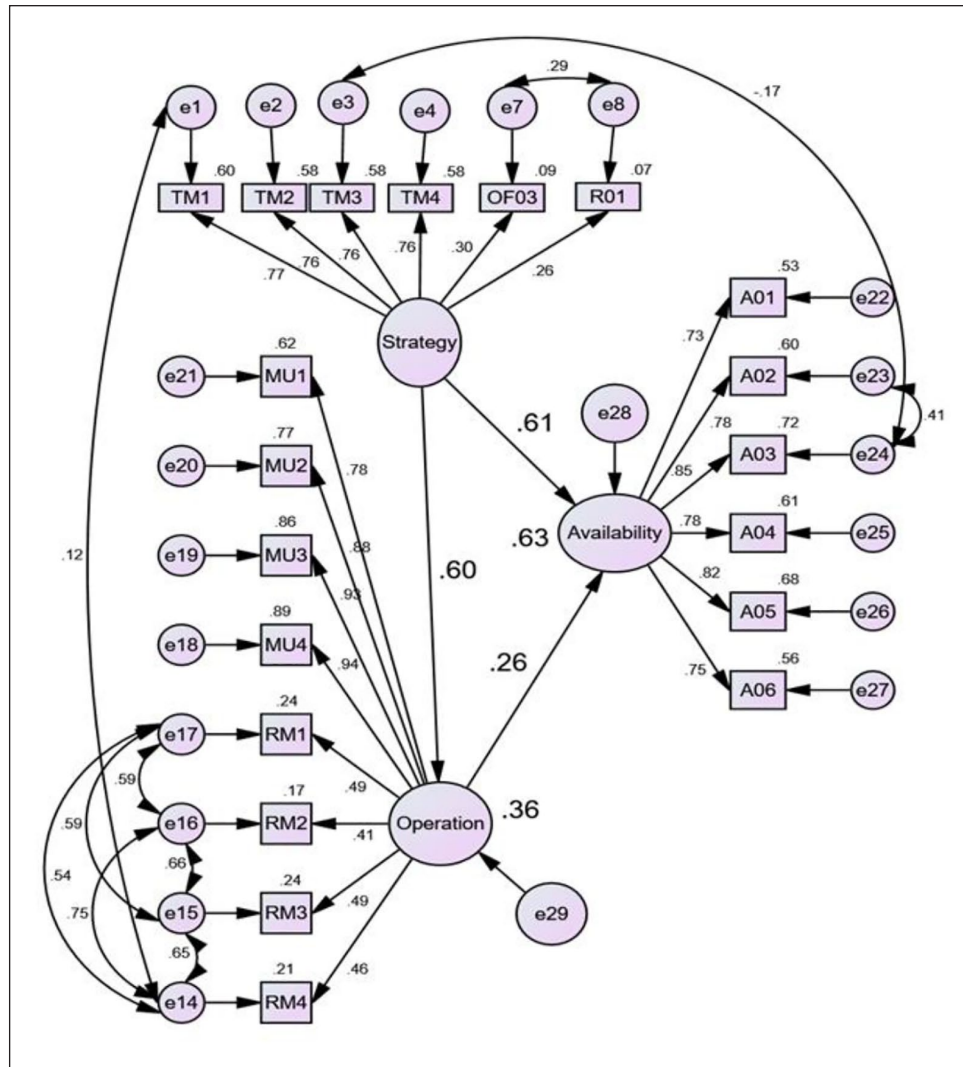 .29
-.17
e1
e2
e3
e4
e7
e8
.60
.58
.58
.58
.09
.07
TM1
TM2
TM3
TM4
OF03
R01
.77
.76
.76
.76
.30
.26
.53
A01
e22
Strategy
.73
.62
MU1
e21
.60
A02
e23
.61
e28
.78
.41
.77
MU2
e20
.78
.72
A03
e24
.85
.86
MU3
e19
.88
.63
Availability
.61
A04
e25
.78
.12
.93
.60
.82
.68
A05
e26
.89
MU4
e18
.94
.26
.75
.56
A06
e27
.24
RM1
e17
.59
.49
.17
RM2
e16
.41
Operation
.36
.59
.66
.54
.24
RM3
e15
.49
.75
e29
.65
.46
.21
RM4
e14